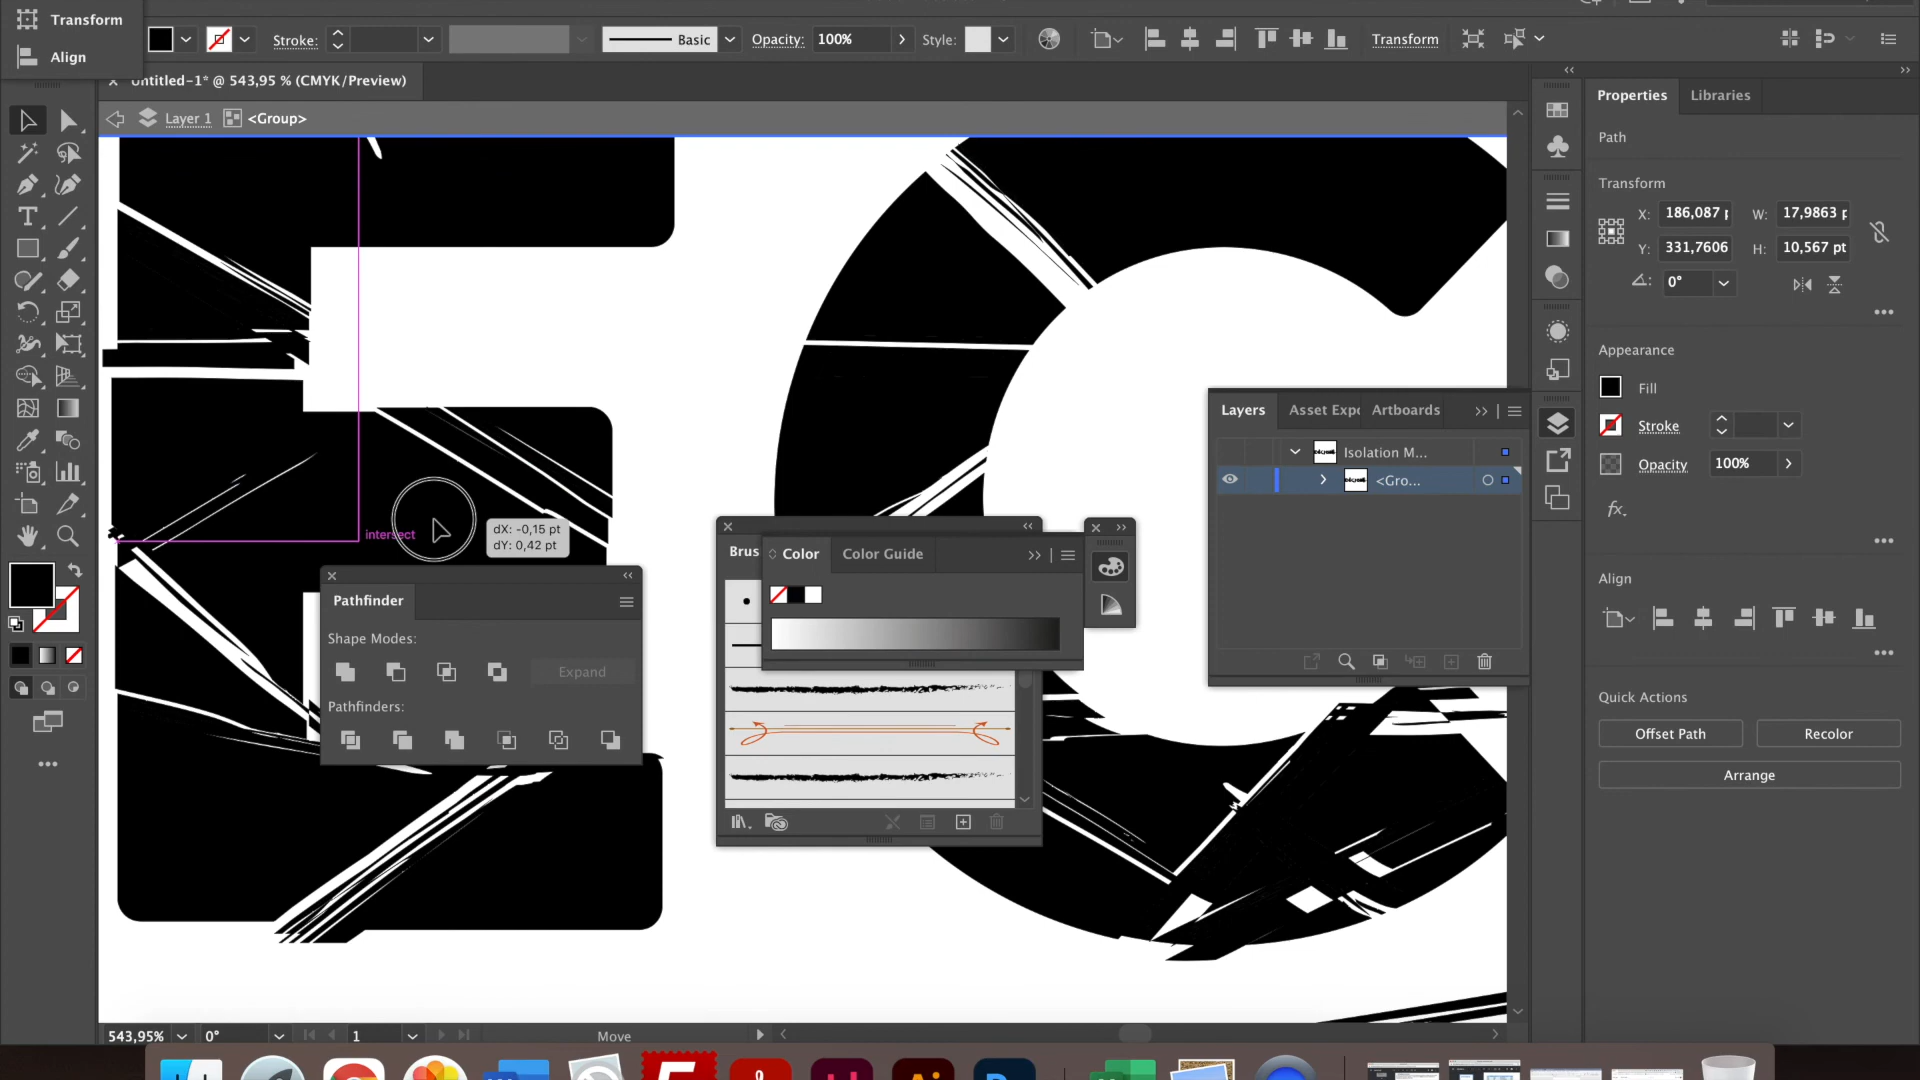 Transform
Align
Stroke:
Basic
Opacity:
100%
Style:
Transform
Untitled-1* @ 543,95 % (CMYK/Preview)
Layer 1
<Group>
Properties
Libraries
Path
Transform
X:
186,087
W:
17,9863
Y:
331,7606
H:
10,567 pt
0°
Appearance
Fill
Stroke
Opacity
100%
fx.
Align
Quick Actions
Offset Path
Recolor
Arrange
Layers
Asset Expo
Artboards
Isolation M...
<Gro...
intersect
dX: -0,15 pt
dY: 0,42 pt
Pathfinder
Shape Modes:
Expand
Pathfinders:
Brus
Color
Color Guide
543,95%
0°
1
Move